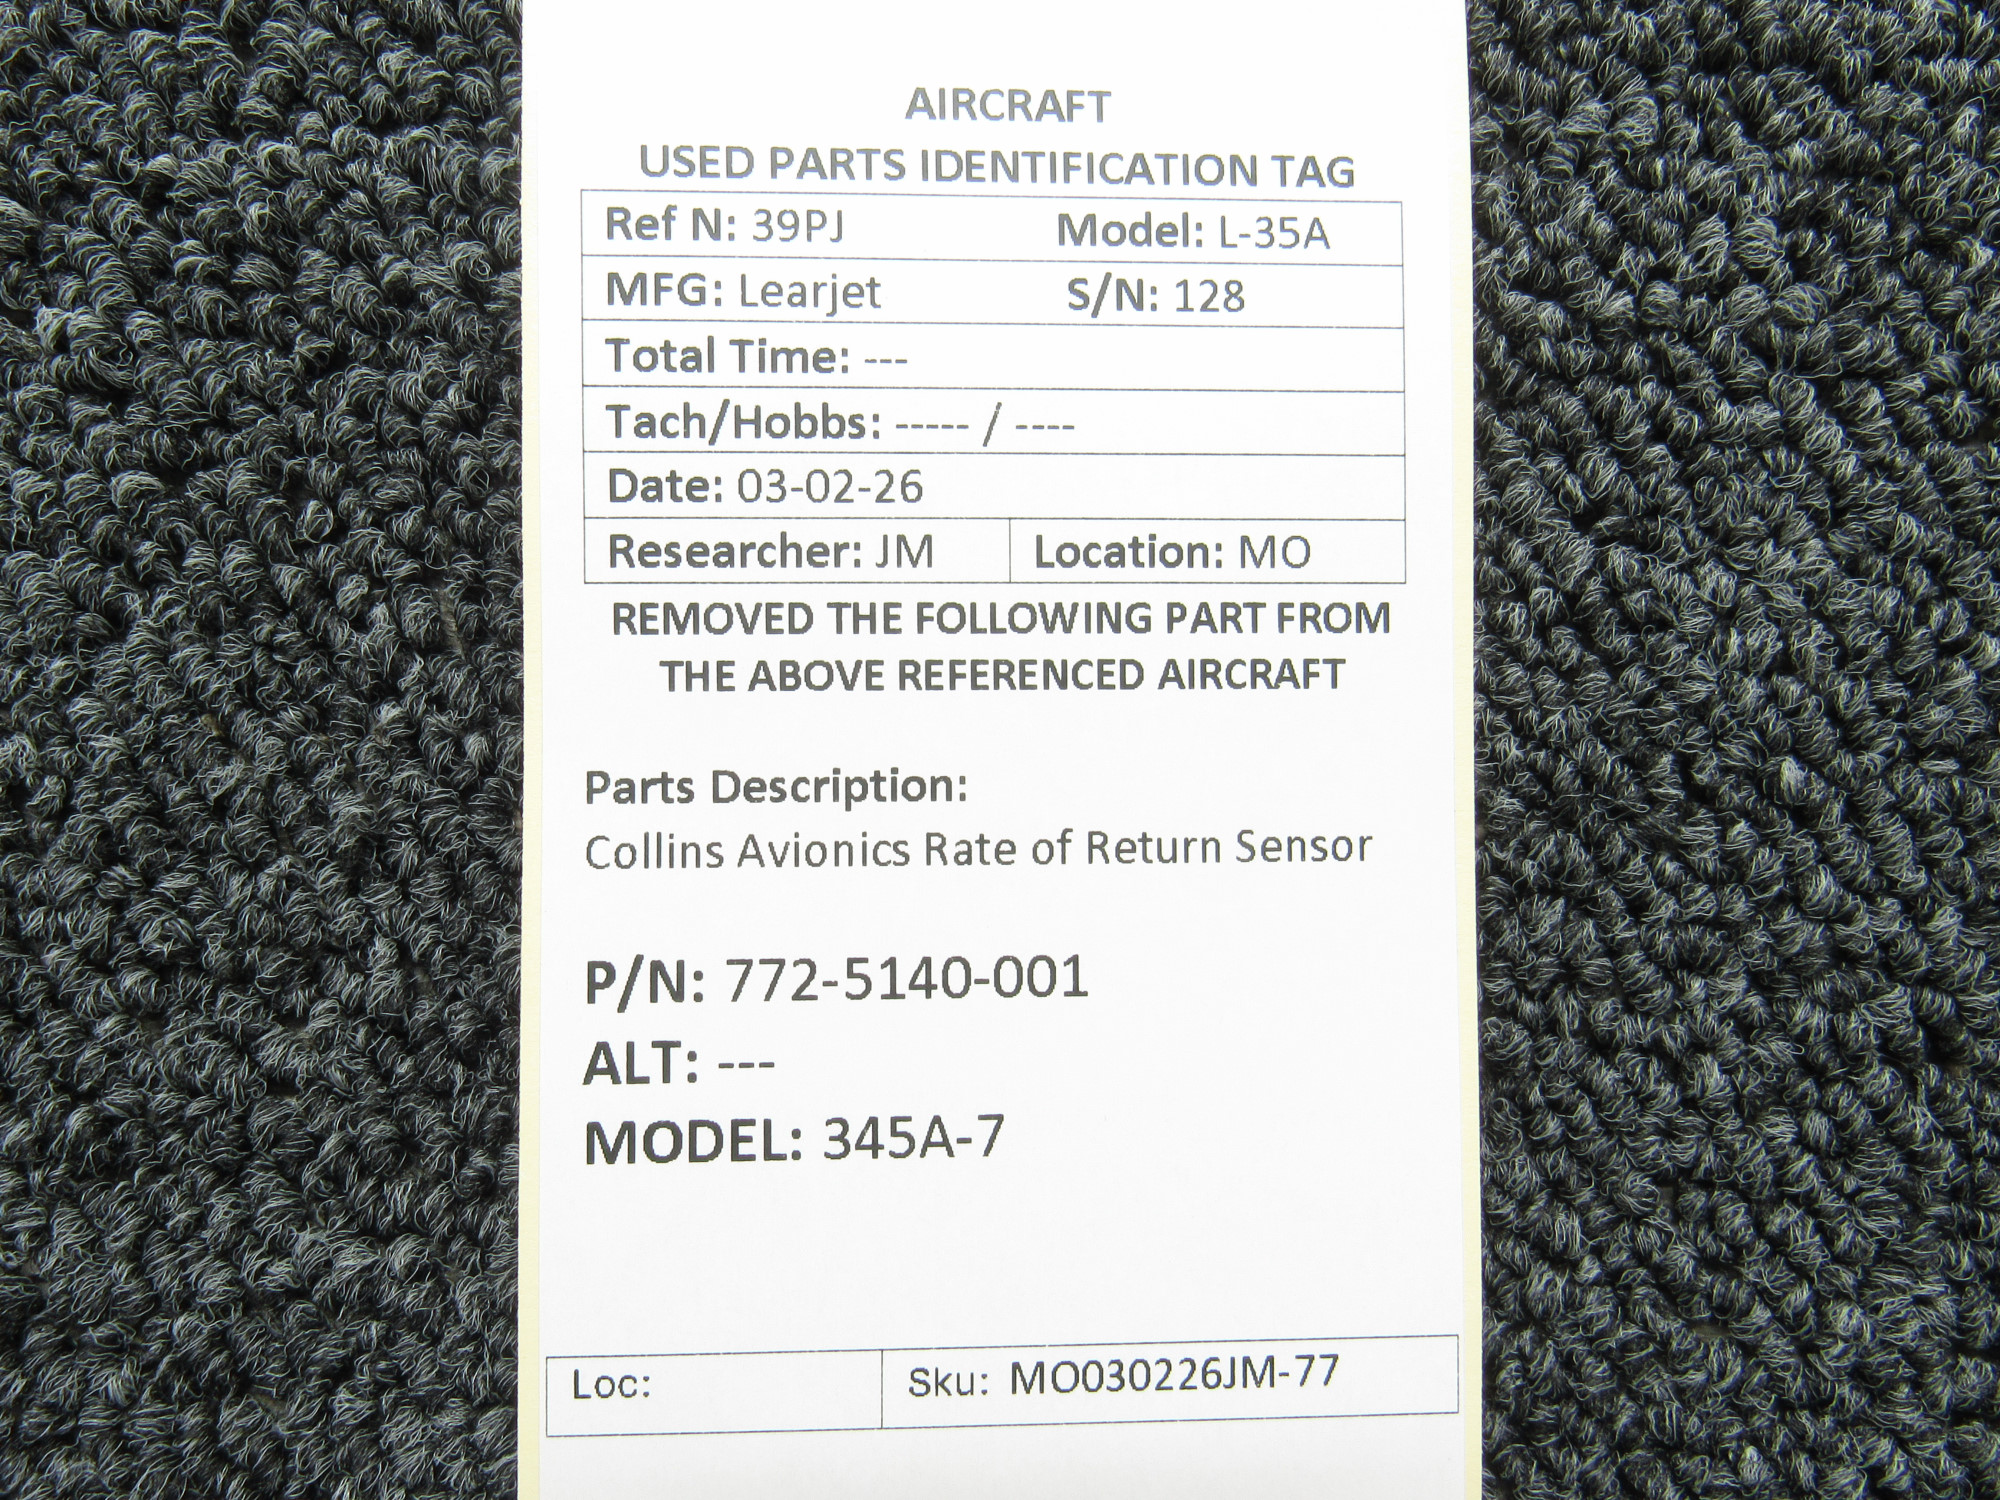 AIRCRAFT
USED PARTS IDENTIFICATION TAG
Ref N: 39PJ Model: L-35A
MFG: Learjet S/N: 128
Total Time: ---
Tach/Hobbs: ----- / ----
Date: 03-02-26
Researcher: JM Location: MO
REMOVED THE FOLLOWING PART FROM
THE ABOVE REFERENCED AIRCRAFT
Parts Description:
Collins Avionics Rate of Return Sensor
P/N: 772-5140-001
ALT: ---
MODEL: 345A-7
Loc: Sku: MO030226JM-77